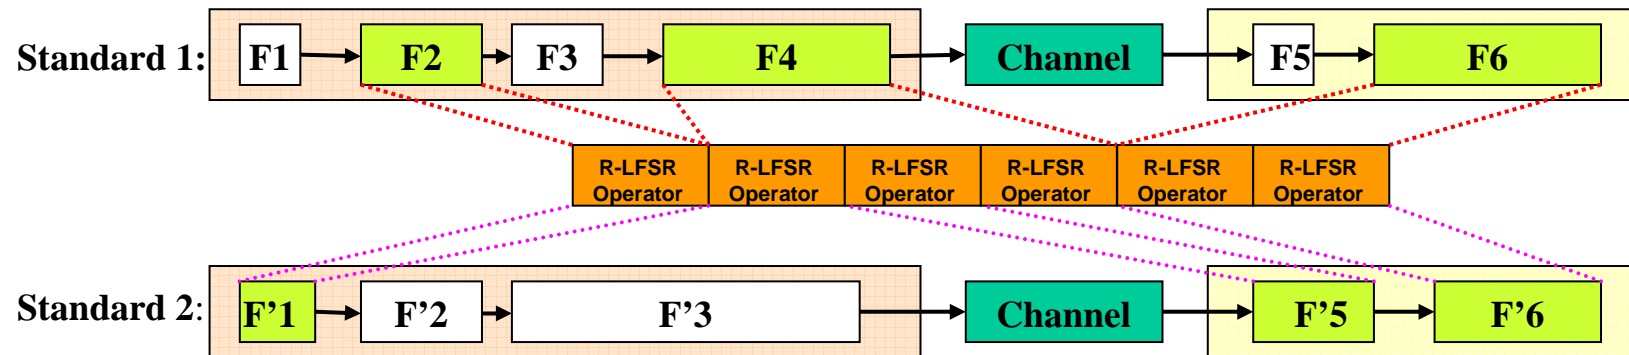 Standard 1: F1 F2 F3 F4 Channel F5 F6
R-LFSR R-LFSR R-LFSR R-LFSR R-LFSR R-LFSR
Operator Operator Operator Operator Operator Operator
Standard 2: F’1 F’2 F’3 Channel F’5 F’6